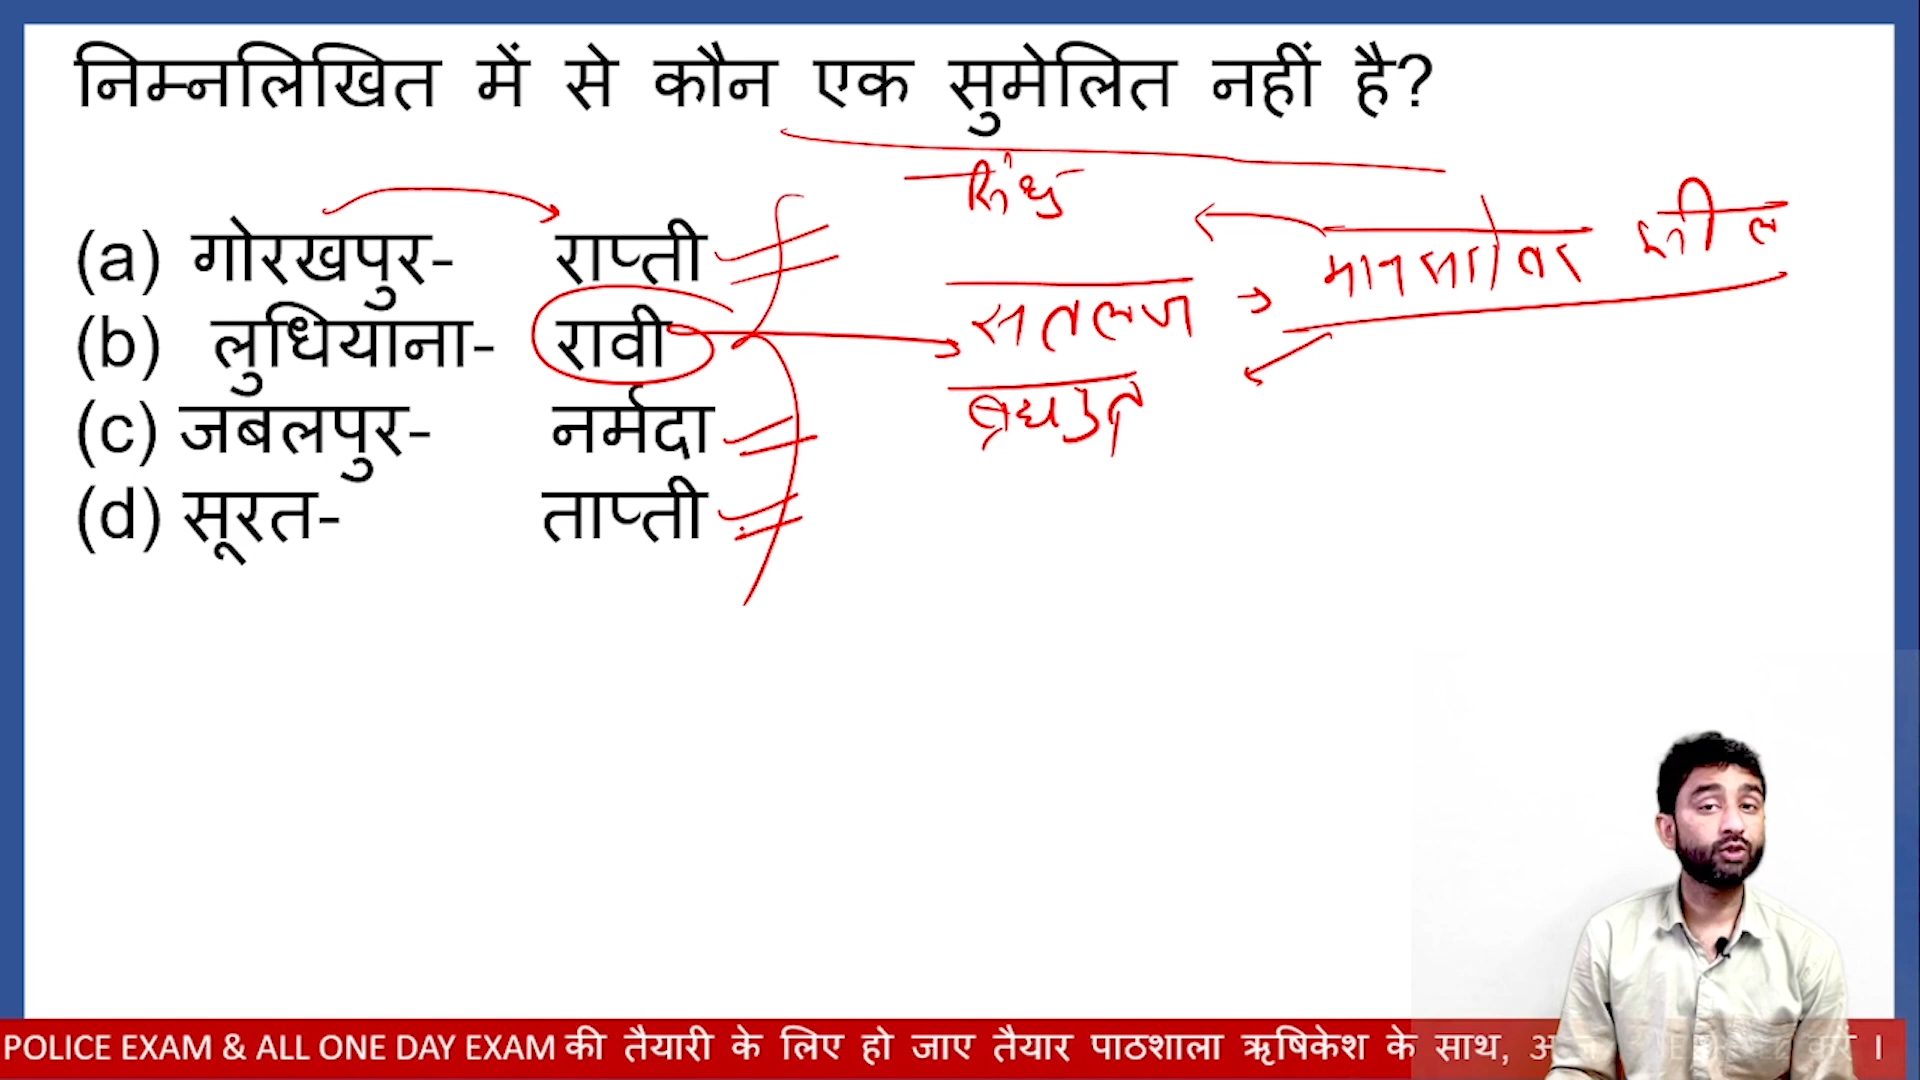 निम्नलिखित में से कौन एक सुमेलित नहीं है?
सिंधु
(a) गोरखपुर- राप्ती
मानसरोवर झील
(b) लुधियाना- रावी
सतलज
(c) जबलपुर- नर्मदा
ब्रह्मपुत्र
(d) सूरत- ताप्ती
POLICE EXAM & ALL ONE DAY EXAM की तैयारी के लिए हो जाए तैयार पाठशाला ऋषिकेश के साथ,